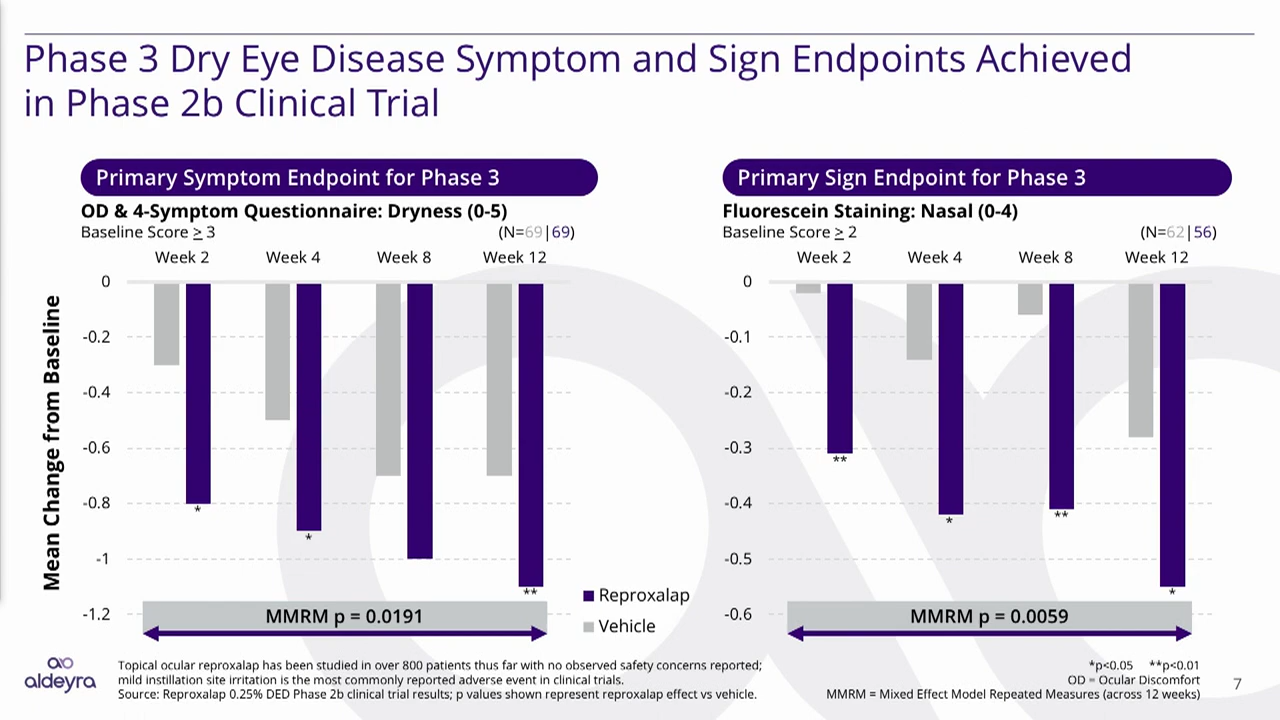 Phase 3 Dry Eye Disease Symptom and Sign Endpoints Achieved
in Phase 2b Clinical Trial
Primary Symptom Endpoint for Phase 3
OD & 4-Symptom Questionnaire: Dryness (0-5)
Baseline Score ≥ 3
(N=69|69)
Week 2
Week 4
Week 8
Week 12
Mean Change from Baseline
0
-0.2
-0.4
-0.6
-0.8
-1
-1.2
*
*
**
MMRM p = 0.0191
Reproxalap
Vehicle
Primary Sign Endpoint for Phase 3
Fluorescein Staining: Nasal (0-4)
Baseline Score ≥ 2
(N=62|56)
Week 2
Week 4
Week 8
Week 12
0
-0.1
-0.2
-0.3
-0.4
-0.5
-0.6
**
*
**
*
MMRM p = 0.0059
aldeyra
Topical ocular reproxalap has been studied in over 800 patients thus far with no observed safety concerns reported;
mild instillation site irritation is the most commonly reported adverse event in clinical trials.
Source: Reproxalap 0.25% DED Phase 2b clinical trial results; p values shown represent reproxalap effect vs vehicle.
*p<0.05 **p<0.01
OD = Ocular Discomfort
MMRM = Mixed Effect Model Repeated Measures (across 12 weeks)
7